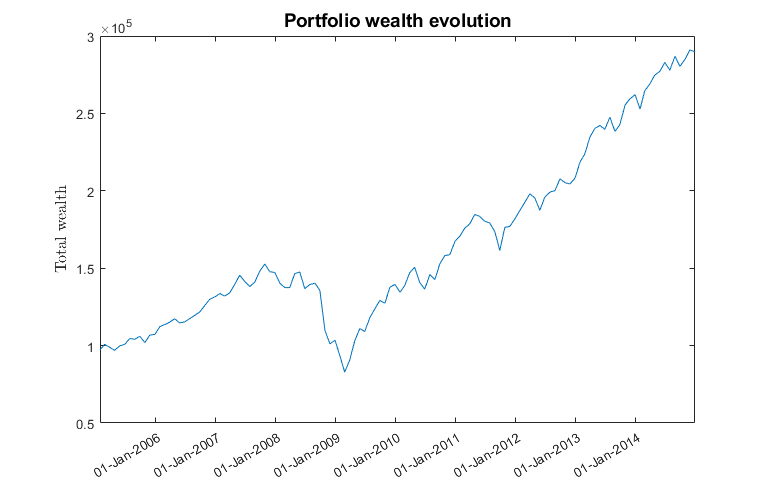 Portfolio wealth evolution
×10⁵
3
2.5
2
1.5
1
0.5
Total wealth
01-Jan-2006
01-Jan-2007
01-Jan-2008
01-Jan-2009
01-Jan-2010
01-Jan-2011
01-Jan-2012
01-Jan-2013
01-Jan-2014